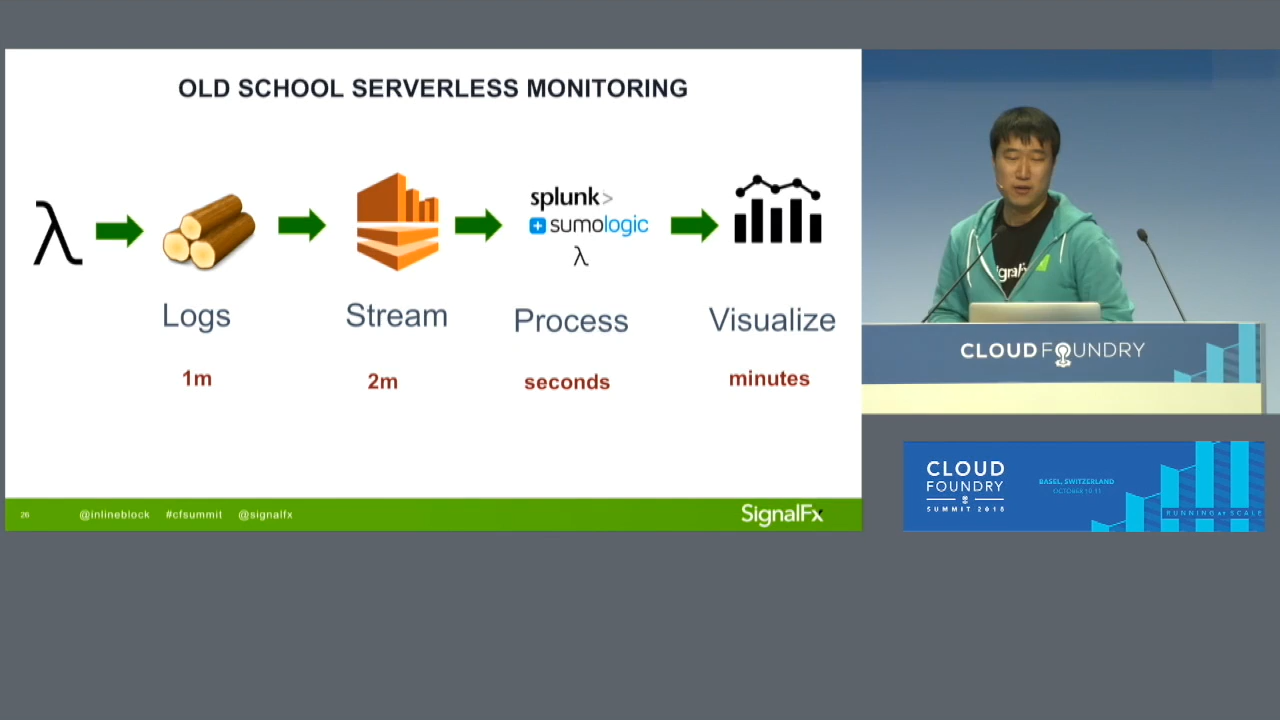 OLD SCHOOL SERVERLESS MONITORING
λ
splunk>
sumologic
λ
Logs
Stream
Process
Visualize
1m
2m
seconds
minutes
26 @inlineblock #cfsummit @signalfx
SignalFx
CLOUD FOUNDRY
CLOUD
FOUNDRY
SUMMIT 2018
BASEL, SWITZERLAND
OCTOBER 10-11
RUNNING AT SCALE